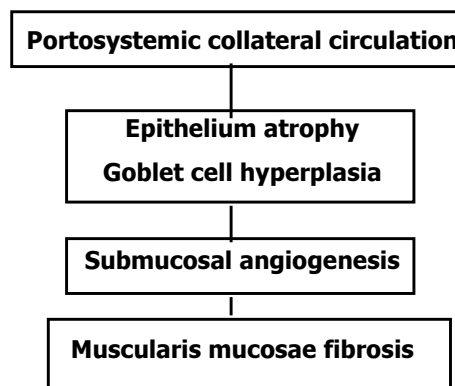 Portosystemic collateral circulation
Epithelium atrophy
Goblet cell hyperplasia
Submucosal angiogenesis
Muscularis mucosae fibrosis